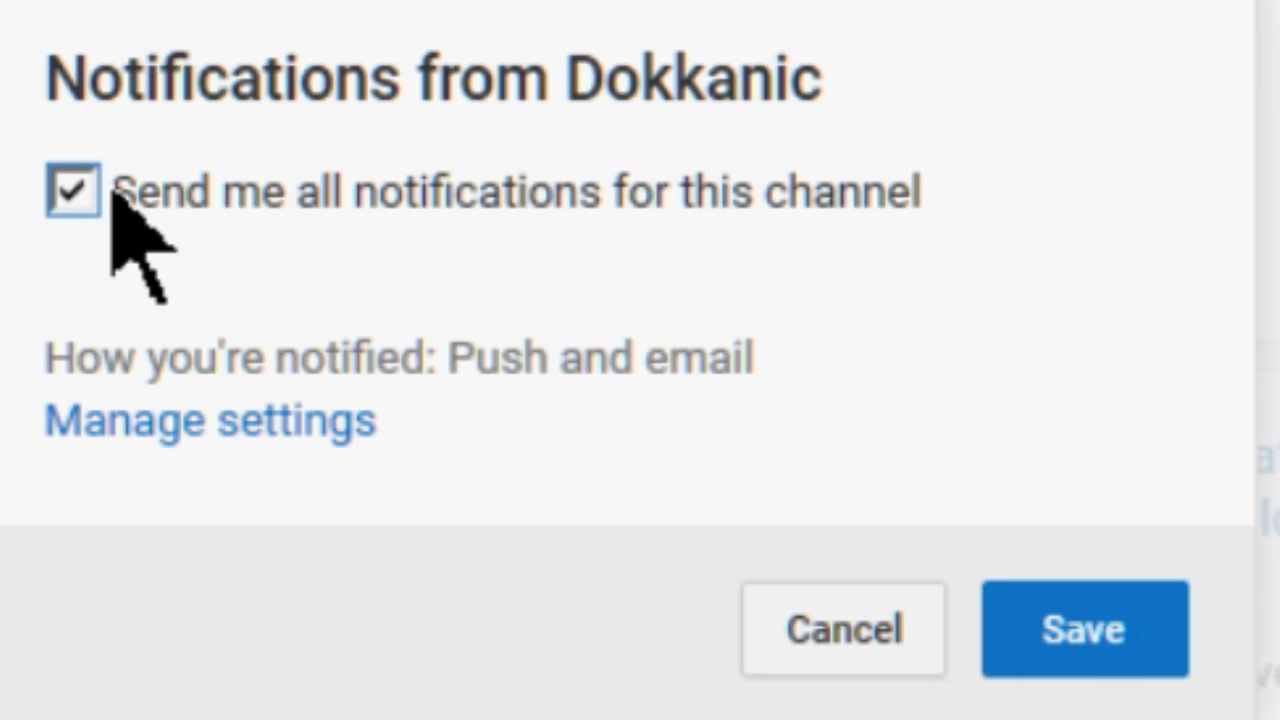 Notifications from Dokkanic
Send me all notifications for this channel
How you're notified: Push and email
Manage settings
Cancel
Save